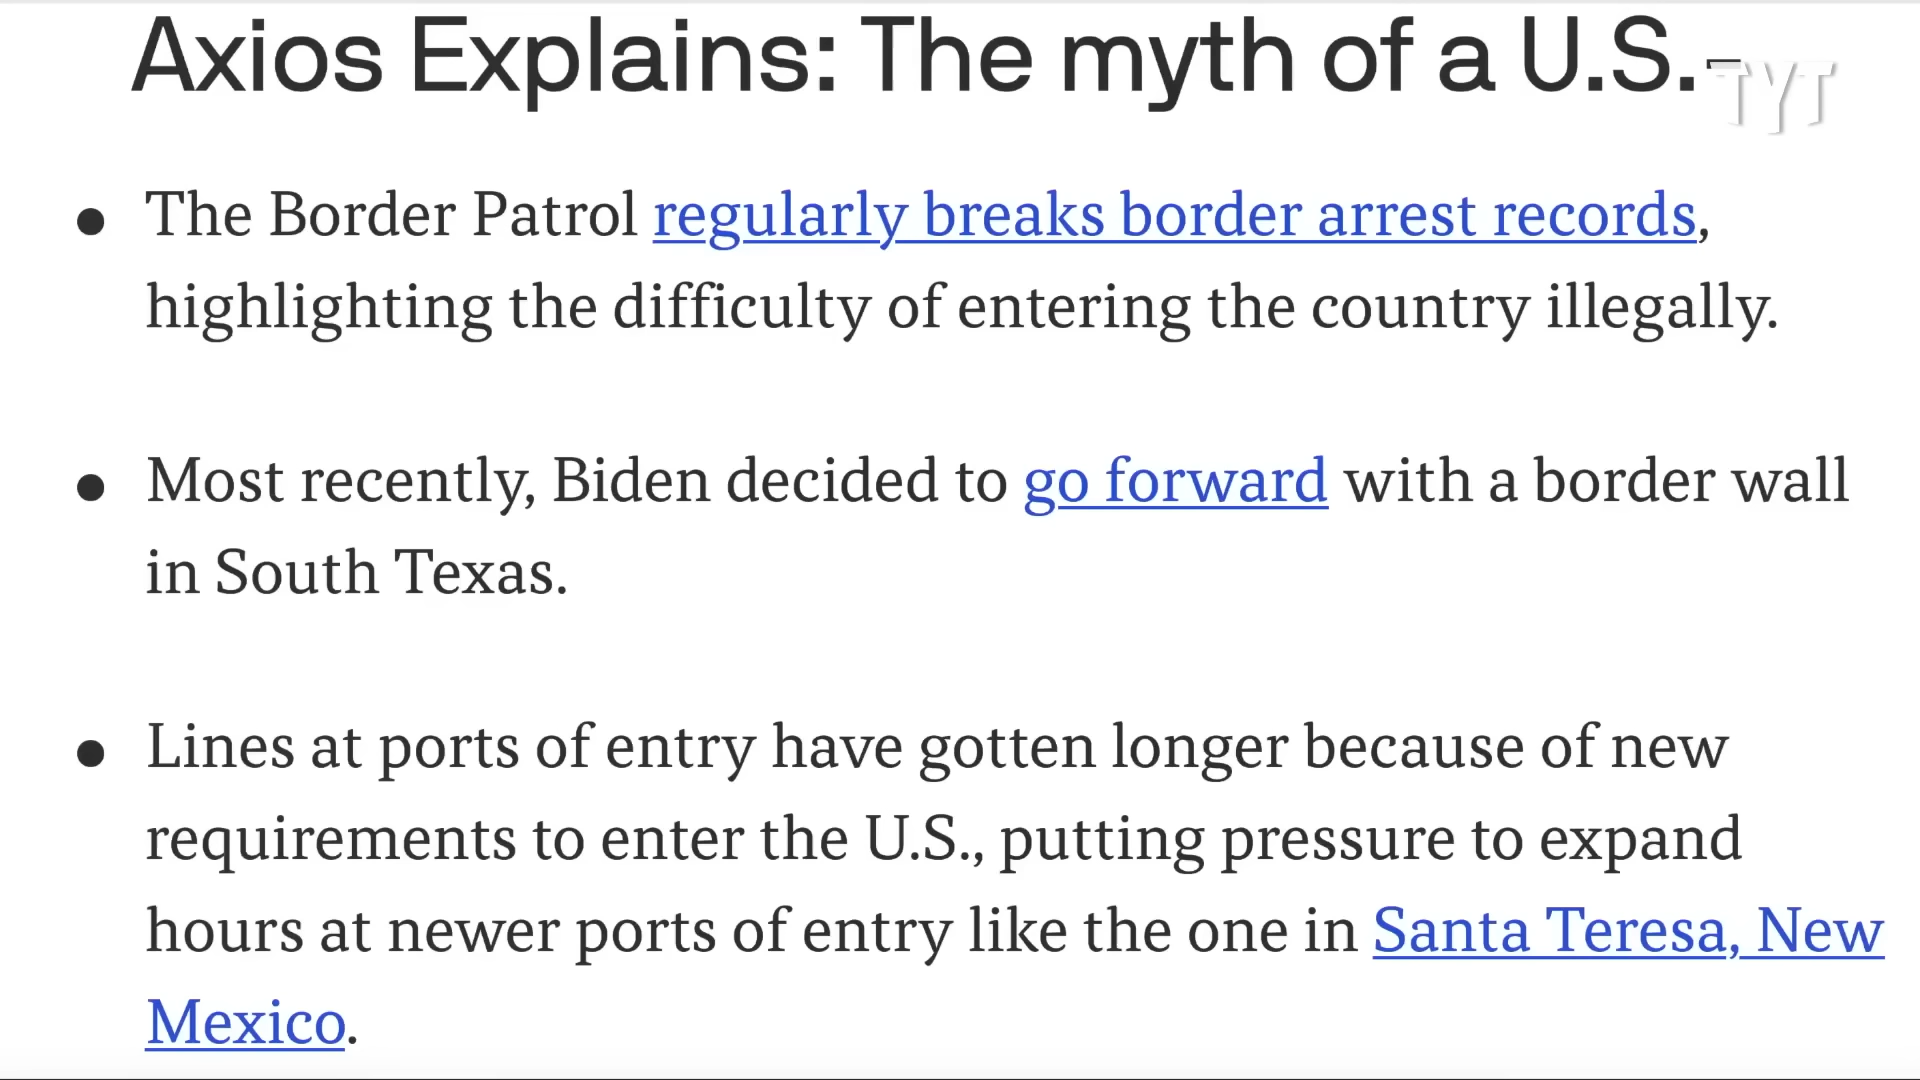 Axios Explains: The myth of a U.S.-
TYT
• The Border Patrol regularly breaks border arrest records,
highlighting the difficulty of entering the country illegally.
• Most recently, Biden decided to go forward with a border wall
in South Texas.
• Lines at ports of entry have gotten longer because of new
requirements to enter the U.S., putting pressure to expand
hours at newer ports of entry like the one in Santa Teresa, New
Mexico.